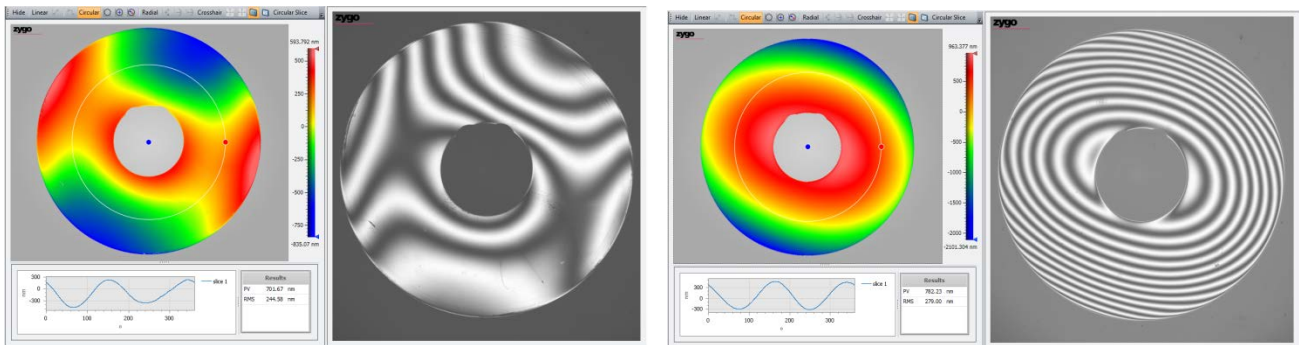 Hide Linear Circular Radial Crosshair Circular Slice
zygo
593.792 nm
500
250
0
-250
-750
-835.07 nm
300
0
-300
nm
0 100 200 300
slice 1
Results
PV 701.67 nm
RMS 244.58 nm
zygo
Hide Linear Circular Radial Crosshair Circular Slice
zygo
963.377 nm
500
0
-500
-1000
-1500
-2000
-2101.304 nm
300
0
-300
nm
0 100 200 300
slice 1
Results
PV 782.23 nm
RMS 279.00 nm
zygo